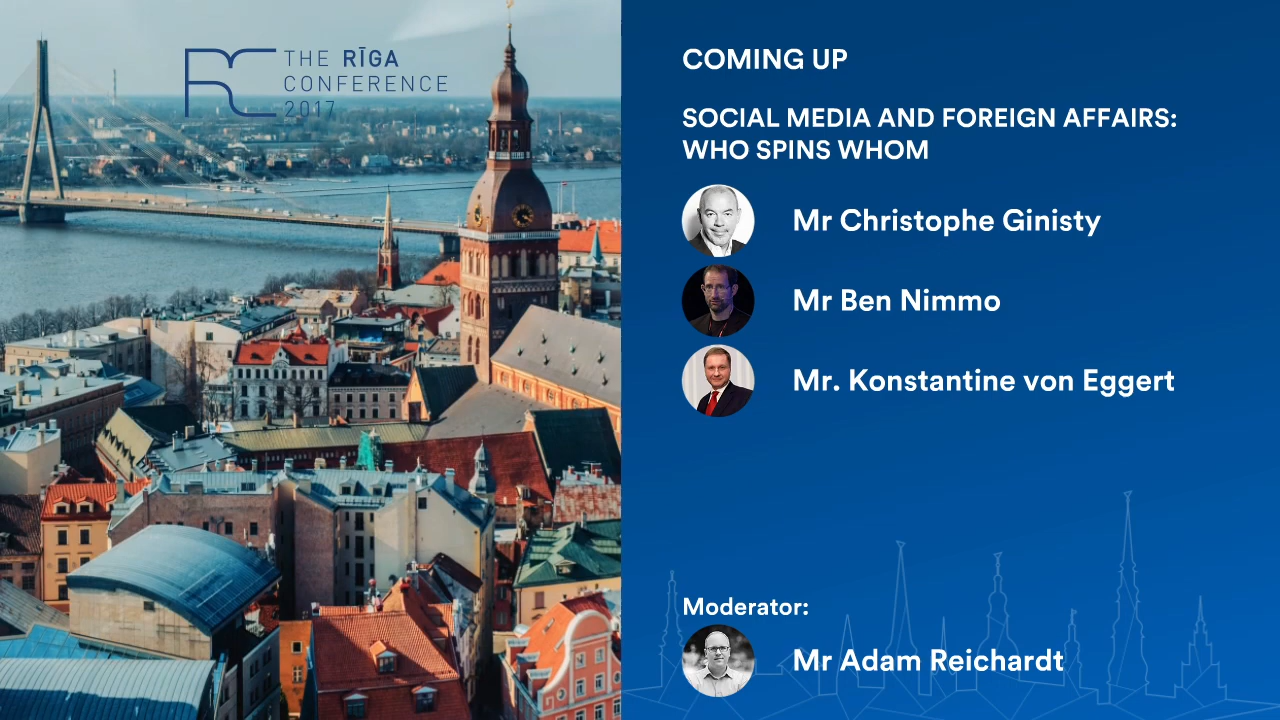 THE RĪGA
CONFERENCE
2017
COMING UP
SOCIAL MEDIA AND FOREIGN AFFAIRS:
WHO SPINS WHOM
Mr Christophe Ginisty
Mr Ben Nimmo
Mr. Konstantine von Eggert
Moderator:
Mr Adam Reichardt